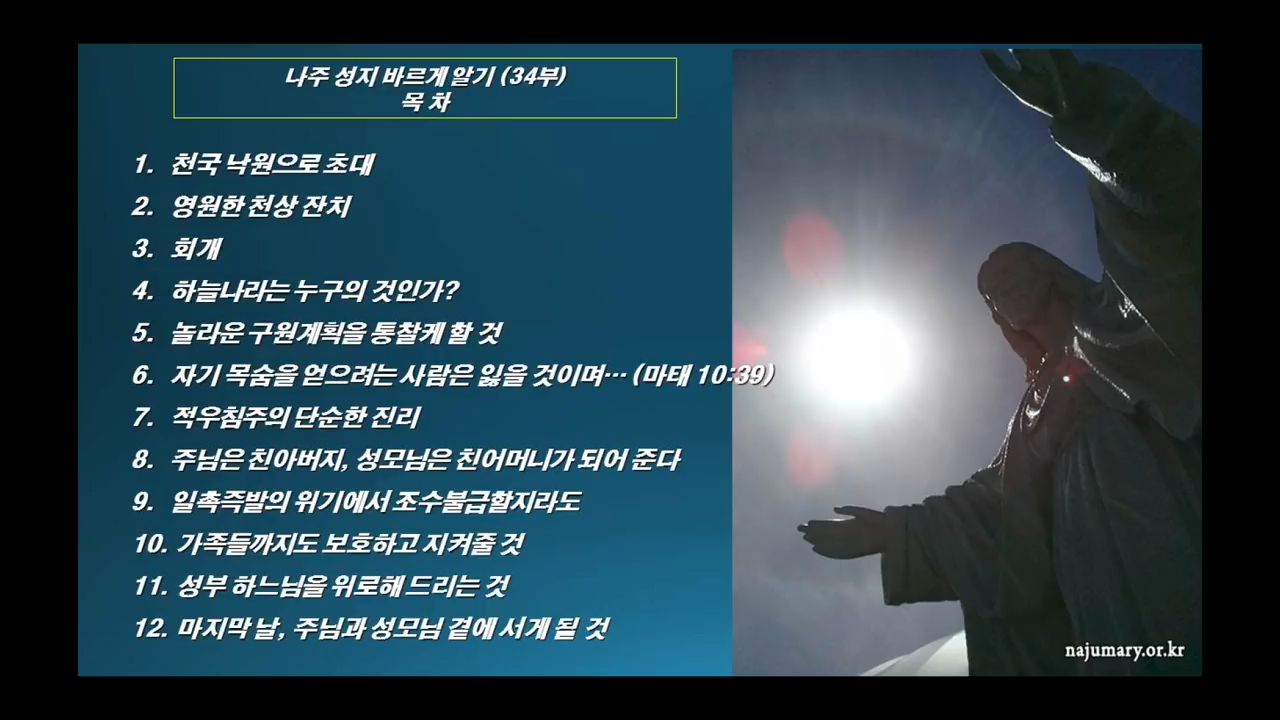 나주 성지 바르게 알기 (34부)
목 차
1. 천국 낙원으로 초대
2. 영원한 천상 잔치
3. 회개
4. 하늘나라는 누구의 것인가?
5. 놀라운 구원계획을 통찰케 할 것
6. 자기 목숨을 얻으려는 사람은 잃을 것이며… (마태 10:39)
7. 적우침주의 단순한 진리
8. 주님은 친아버지, 성모님은 친어머니가 되어 준다
9. 일촉즉발의 위기에서 조수불급할지라도
10. 가족들까지도 보호하고 지켜줄 것
11. 성부 하느님을 위로해 드리는 것
12. 마지막 날, 주님과 성모님 곁에 서게 될 것
najumary.or.kr